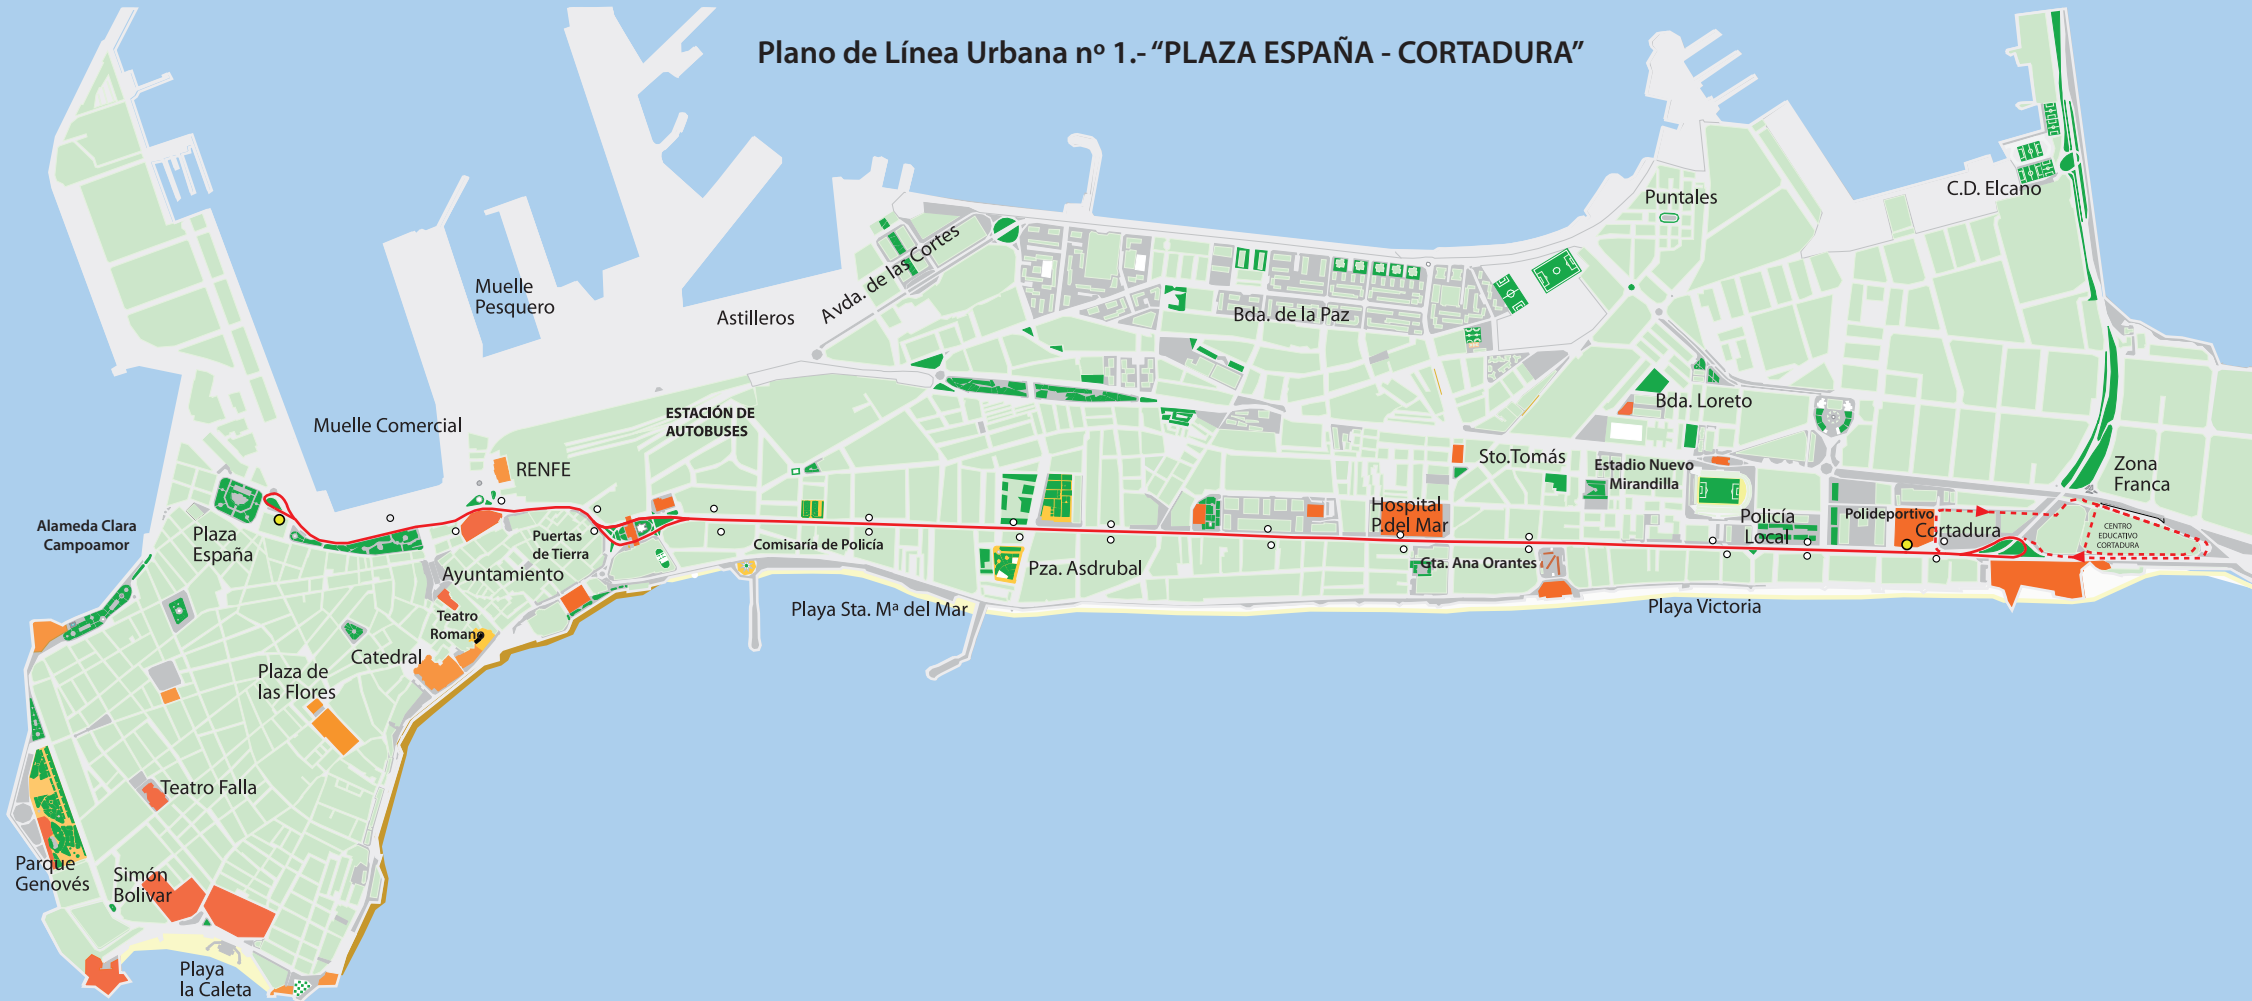 Plano de Línea Urbana nº 1.- “PLAZA ESPAÑA - CORTADURA”
Puntales
C.D. Elcano
Avda. de las Cortes
Muelle
Pesquero
Astilleros
Bda. de la Paz
Muelle Comercial
ESTACIÓN DE
AUTOBUSES
Bda. Loreto
RENFE
Sto.Tomás
Estadio Nuevo
Mirandilla
Zona
Franca
Alameda Clara
Campoamor
Plaza
España
Puertas
de Tierra
Comisaría de Policía
Hospital
P.del Mar
Policía
Local
Polideportivo
Cortadura
CENTRO
EDUCATIVO
CORTADURA
Ayuntamiento
Pza. Asdrubal
Gta. Ana Orantes
Playa Sta. Mª del Mar
Playa Victoria
Teatro
Romano
Catedral
Plaza de
las Flores
Teatro Falla
Parque
Genovés
Simón
Bolivar
Playa
la Caleta